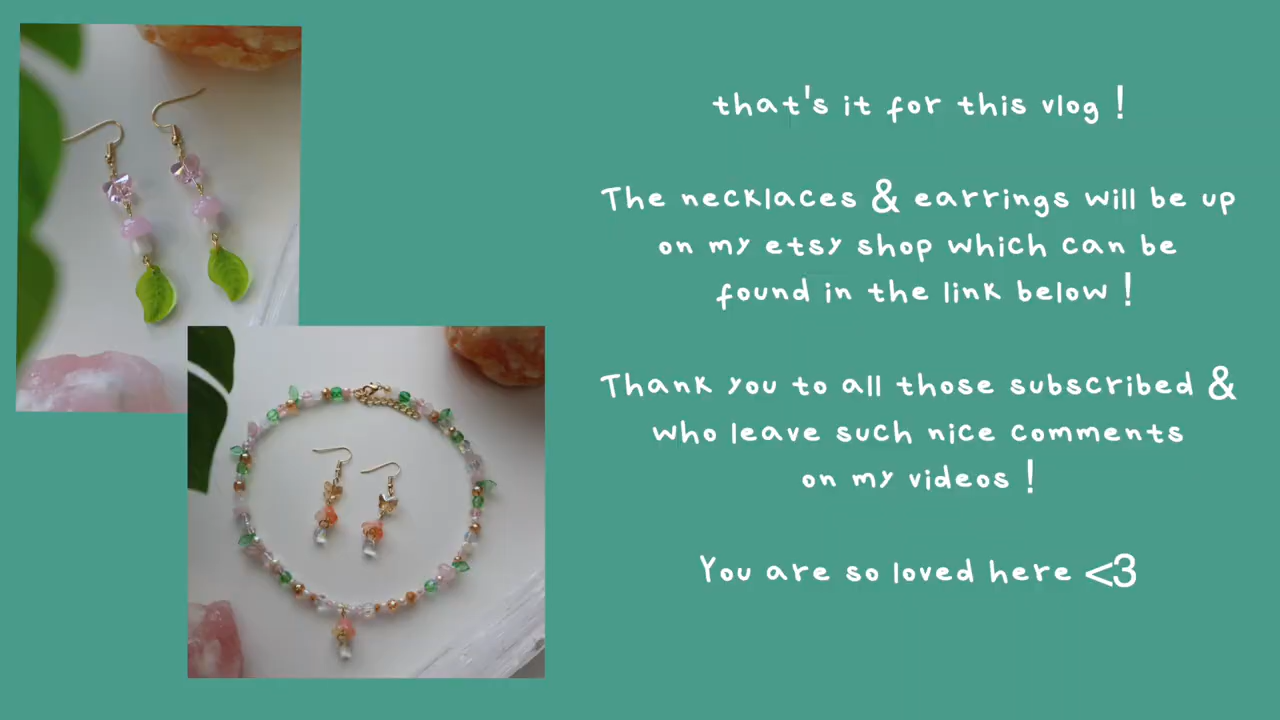 that's it for this vlog !
The necklaces & earrings will be up
on my etsy shop which can be
found in the link below !
Thank you to all those subscribed &
who leave such nice comments
on my videos !
You are so loved here <3